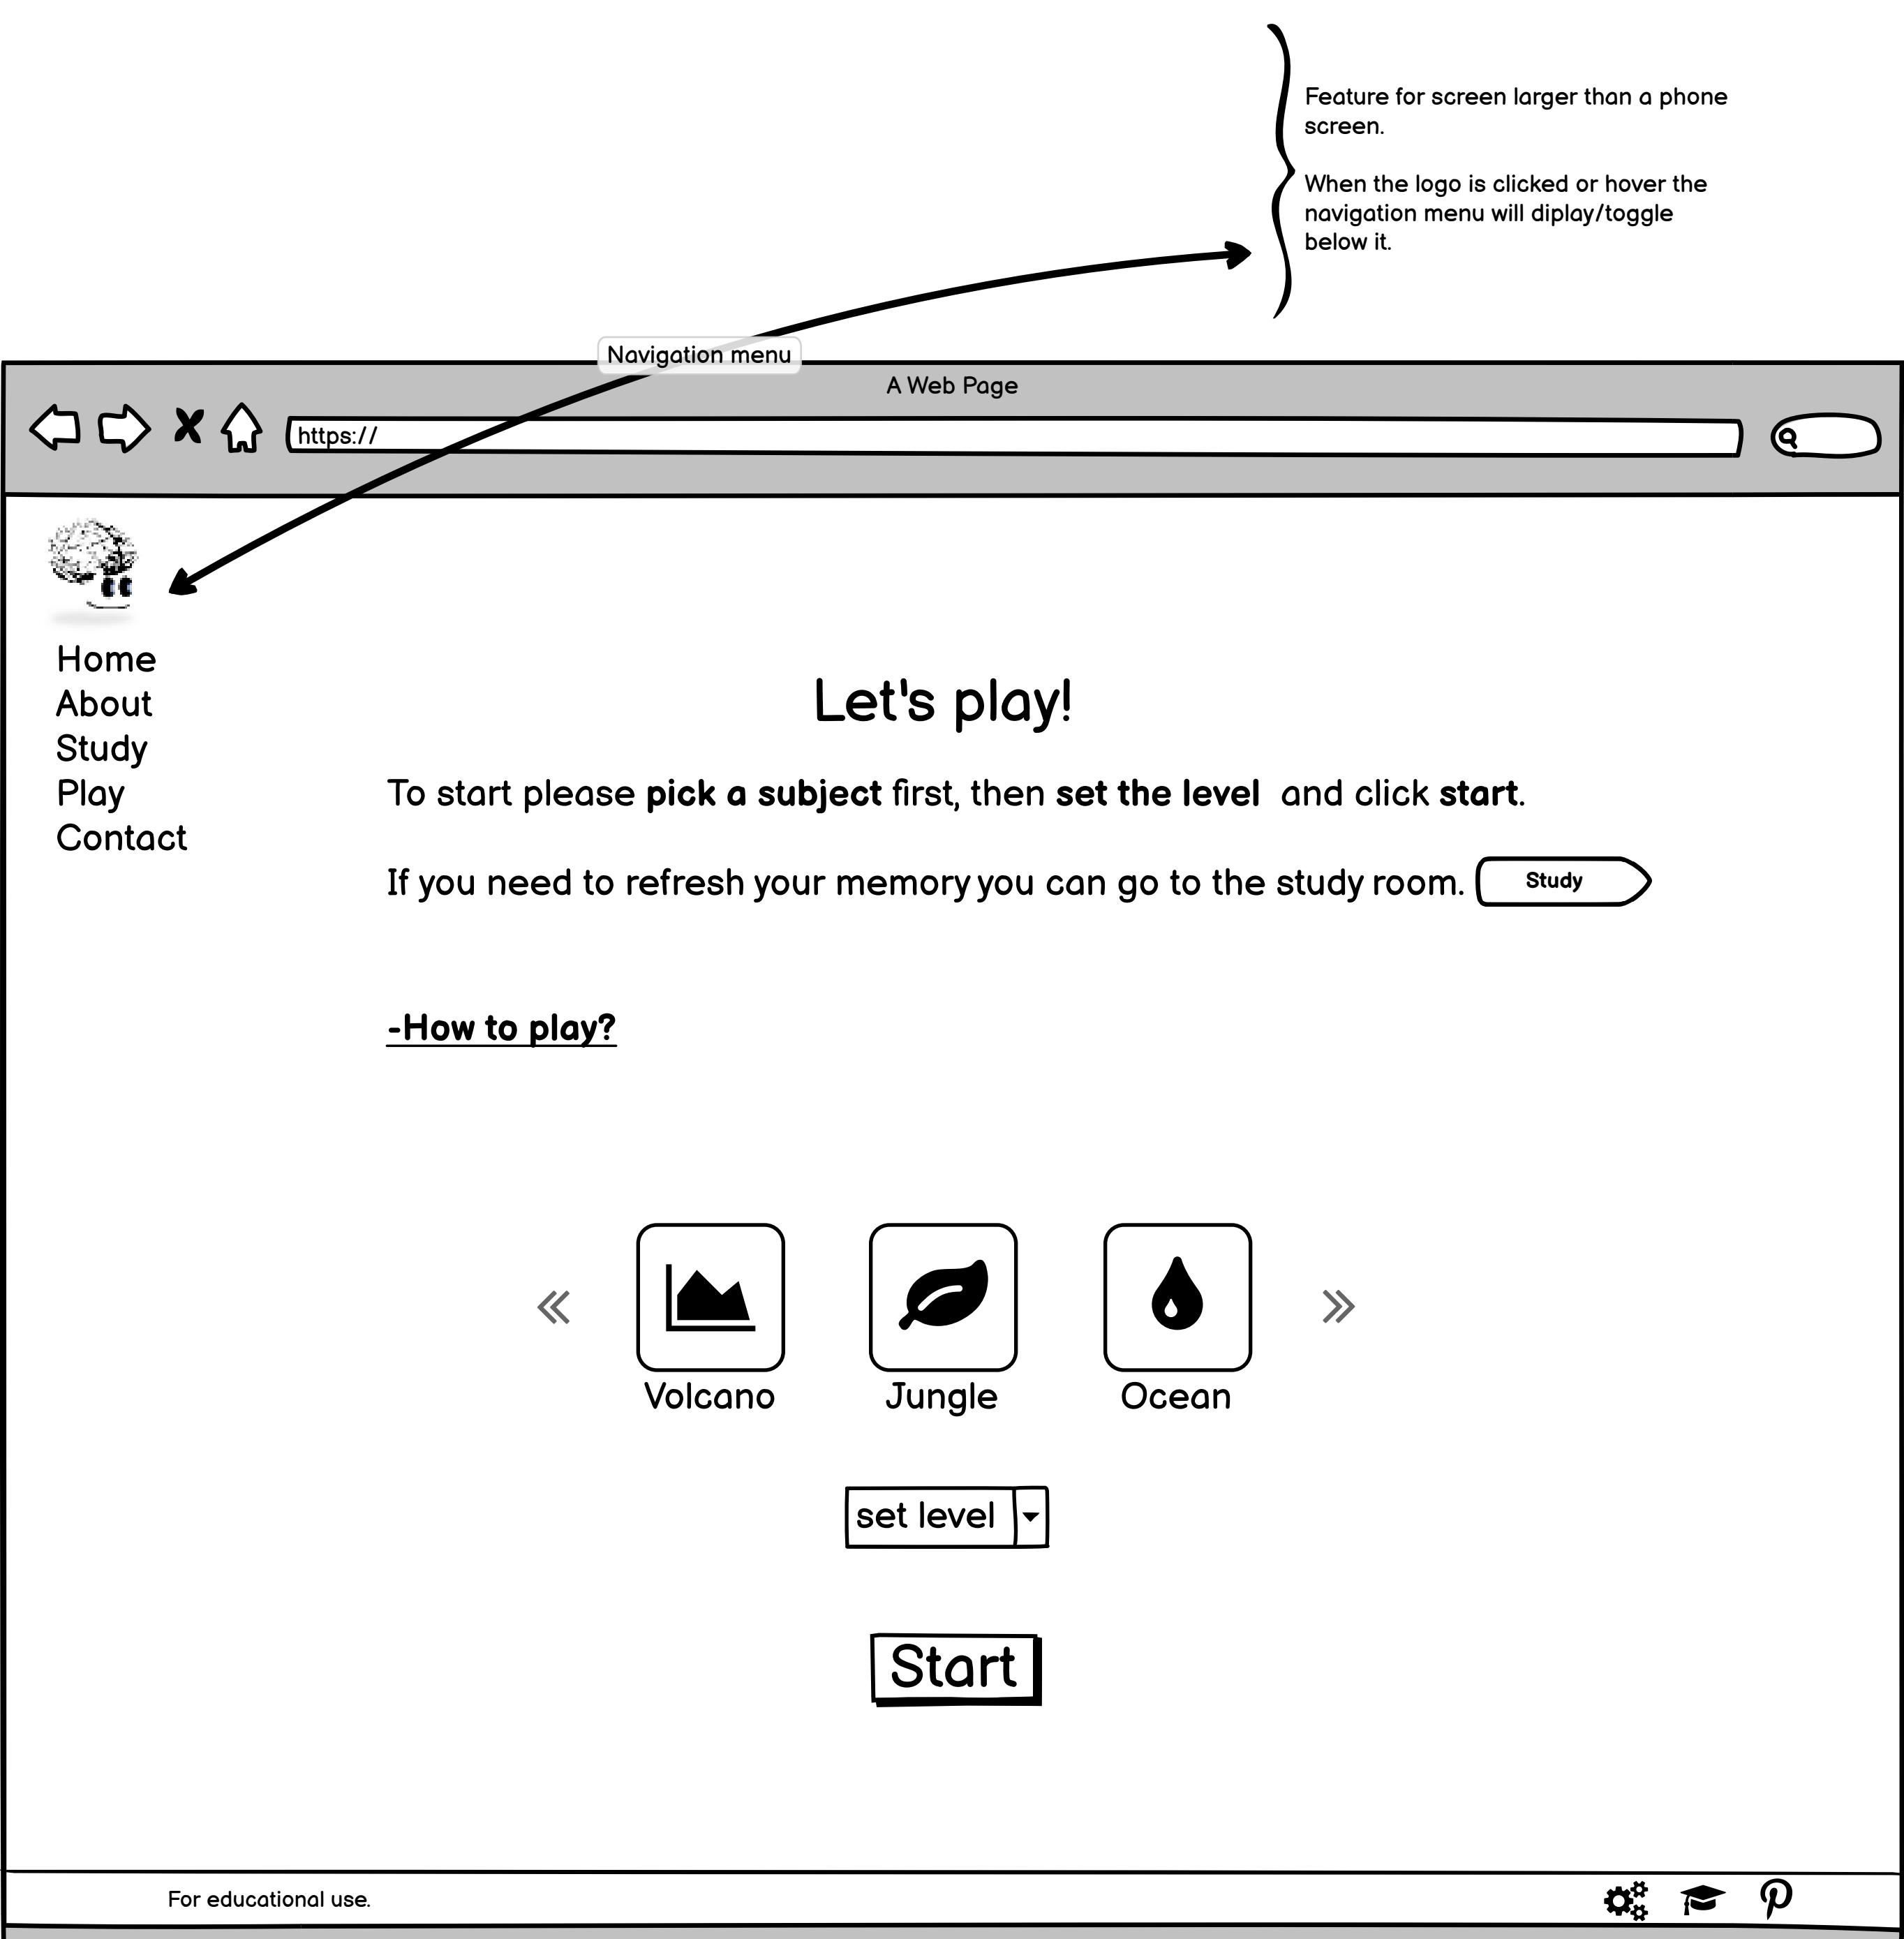 Feature for screen larger than a phone
screen.
When the logo is clicked or hover the
navigation menu will diplay/toggle
below it.
Navigation menu
A Web Page
https://
Home
About
Study
Play
Contact
Let's play!
To start please pick a subject first, then set the level and click start.
If you need to refresh your memory you can go to the study room. Study
-How to play?
Volcano Jungle Ocean
set level
Start
For educational use.